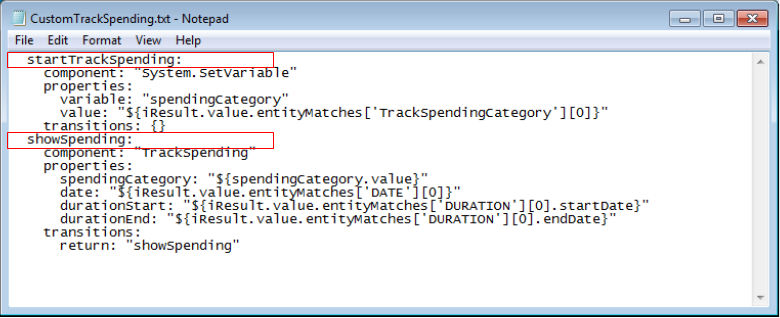 CustomTrackSpending.txt - Notepad
File Edit Format View Help
startTrackSpending:
component: "System.SetVariable"
properties:
variable: "spendingCategory"
value: "${iResult.value.entityMatches['TrackSpendingCategory'][0]}"
transitions: {}
showSpending:
component: "TrackSpending"
properties:
spendingCategory: "${spendingCategory.value}"
date: "${iResult.value.entityMatches['DATE'][0]}"
durationStart: "${iResult.value.entityMatches['DURATION'][0].startDate}"
durationEnd: "${iResult.value.entityMatches['DURATION'][0].endDate}"
transitions:
return: "showSpending"